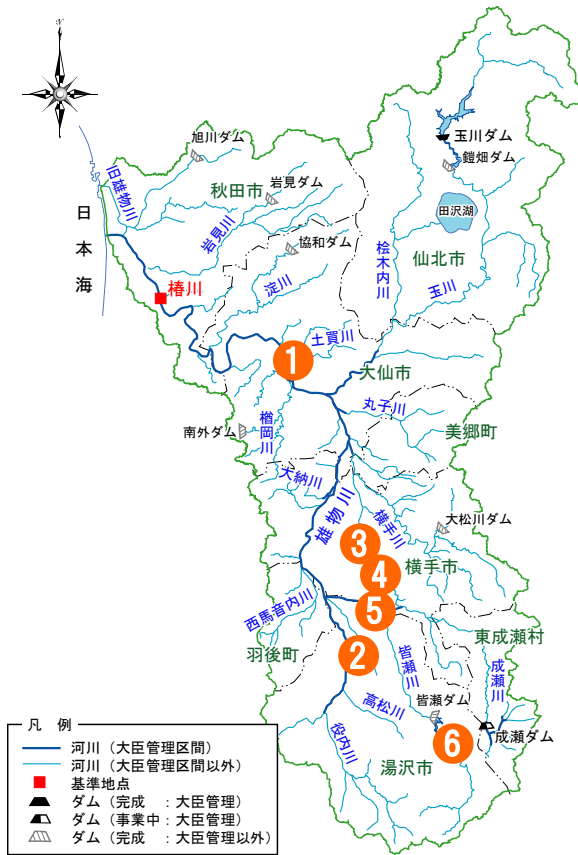 旭川ダム
玉川ダム
鎧畑ダム
旧雄物川
秋田市
岩見ダム
田沢湖
日本海
岩見川
協和ダム
桧木内川
仙北市
椿川
淀川
玉川
土買川
1
大仙市
丸子川
楢岡川
南外ダム
美郷町
大納川
雄物川
横手川
大松川ダム
3
4
横手市
5
西馬音内川
東成瀬村
羽後町
2
皆瀬川
成瀬川
高松川
皆瀬ダム
役内川
6
成瀬ダム
湯沢市
凡 例
河川（大臣管理区間）
河川（大臣管理区間以外）
基準地点
ダム（完成 ：大臣管理）
ダム（事業中：大臣管理）
ダム（完成 ：大臣管理以外）